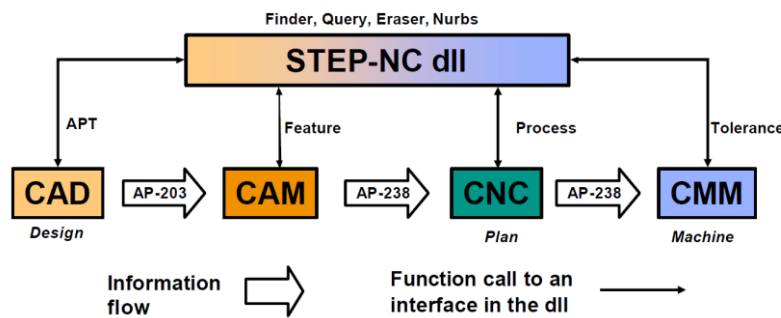 Finder, Query, Eraser, Nurbs
STEP-NC dll
APT
Feature
Process
Tolerance
CAD
AP-203
CAM
AP-238
CNC
AP-238
CMM
Design
Plan
Machine
Information
flow
Function call to an
interface in the dll